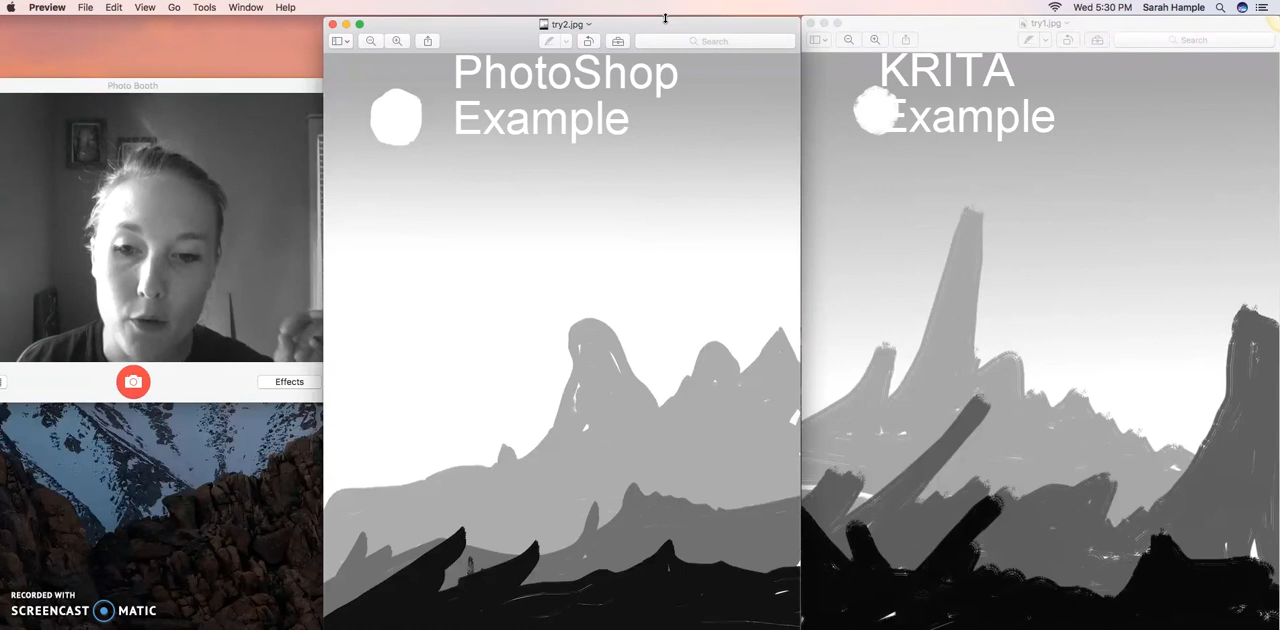 Preview File Edit View Go Tools Window Help
Wed 5:30 PM Sarah Hample
try2.jpg
try1.jpg
Search
Search
Photo Booth
PhotoShop
Example
KRITA
Example
Effects
RECORDED WITH
SCREENCAST MATIC